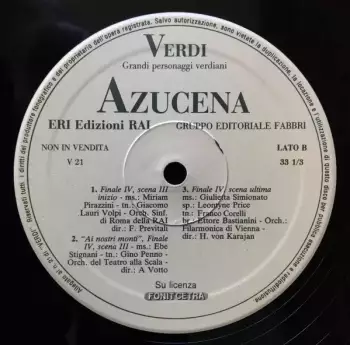 VERDI
Grandi personaggi verdiani
AZUCENA
ERI Edizioni RAI
GRUPPO EDITORIALE FABBRI
NON IN VENDITA
LATO B
V 21
33 1/3
1. Finale IV, scena III
inizio - ms.: Miriam
Pirazzini - tn.: Giacomo
Lauri Volpi - Orch. Sinf.
di Roma della RAI
dir.: F. Previtali
2. "Ai nostri monti", Finale
IV, scena III - ms.: Ebe
Stignani - tn.: Gino Penno -
Orch. del Teatro alla Scala -
dir.: A Votto
3. Finale IV, scena ultima
ms.: Giulietta Simionato
sp.: Leontyne Price
tn.: Franco Corelli
br.: Ettore Bastianini - Orch.:
Filarmonica di Vienna -
dir.: H. von Karajan
Su licenza
FONIT CETRA